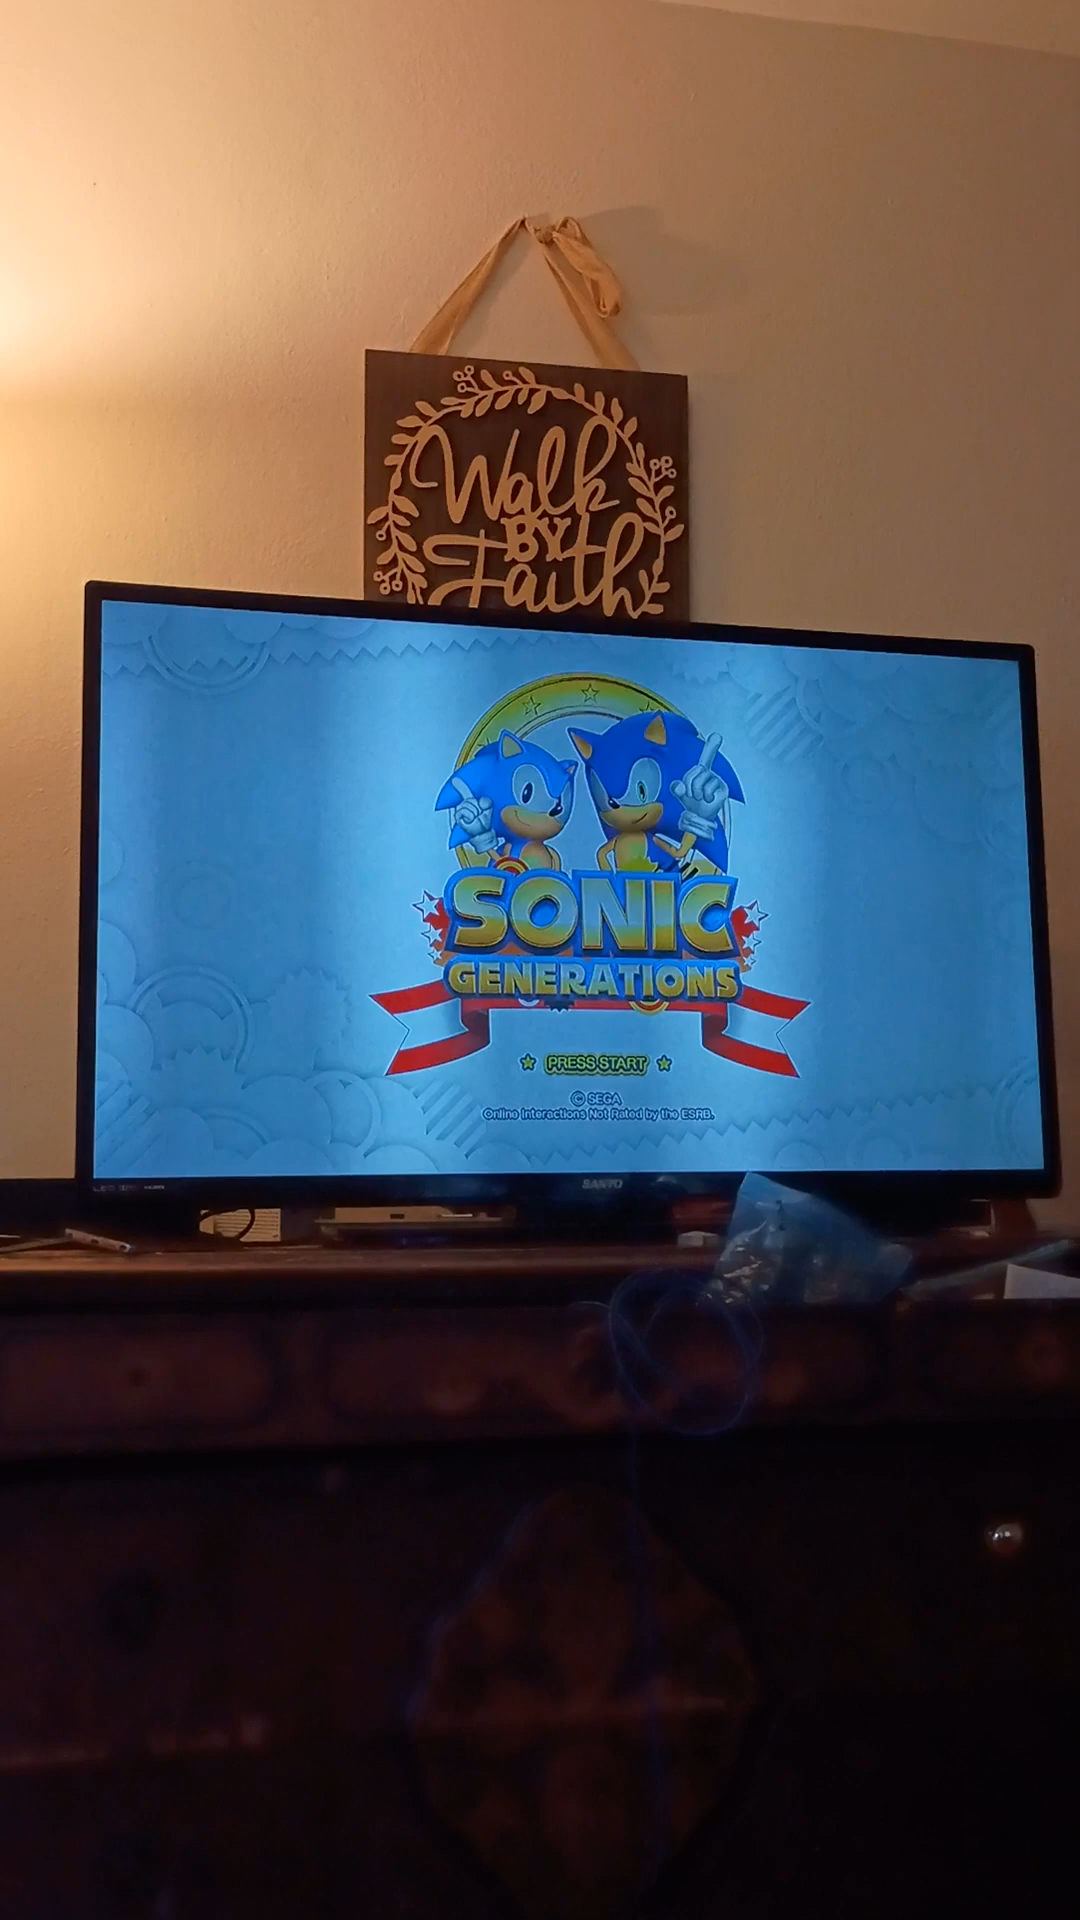 Walk
BY
Faith
SONIC
GENERATIONS
PRESS START
© SEGA
Online Interactions Not Rated by the ESRB.
SANYO